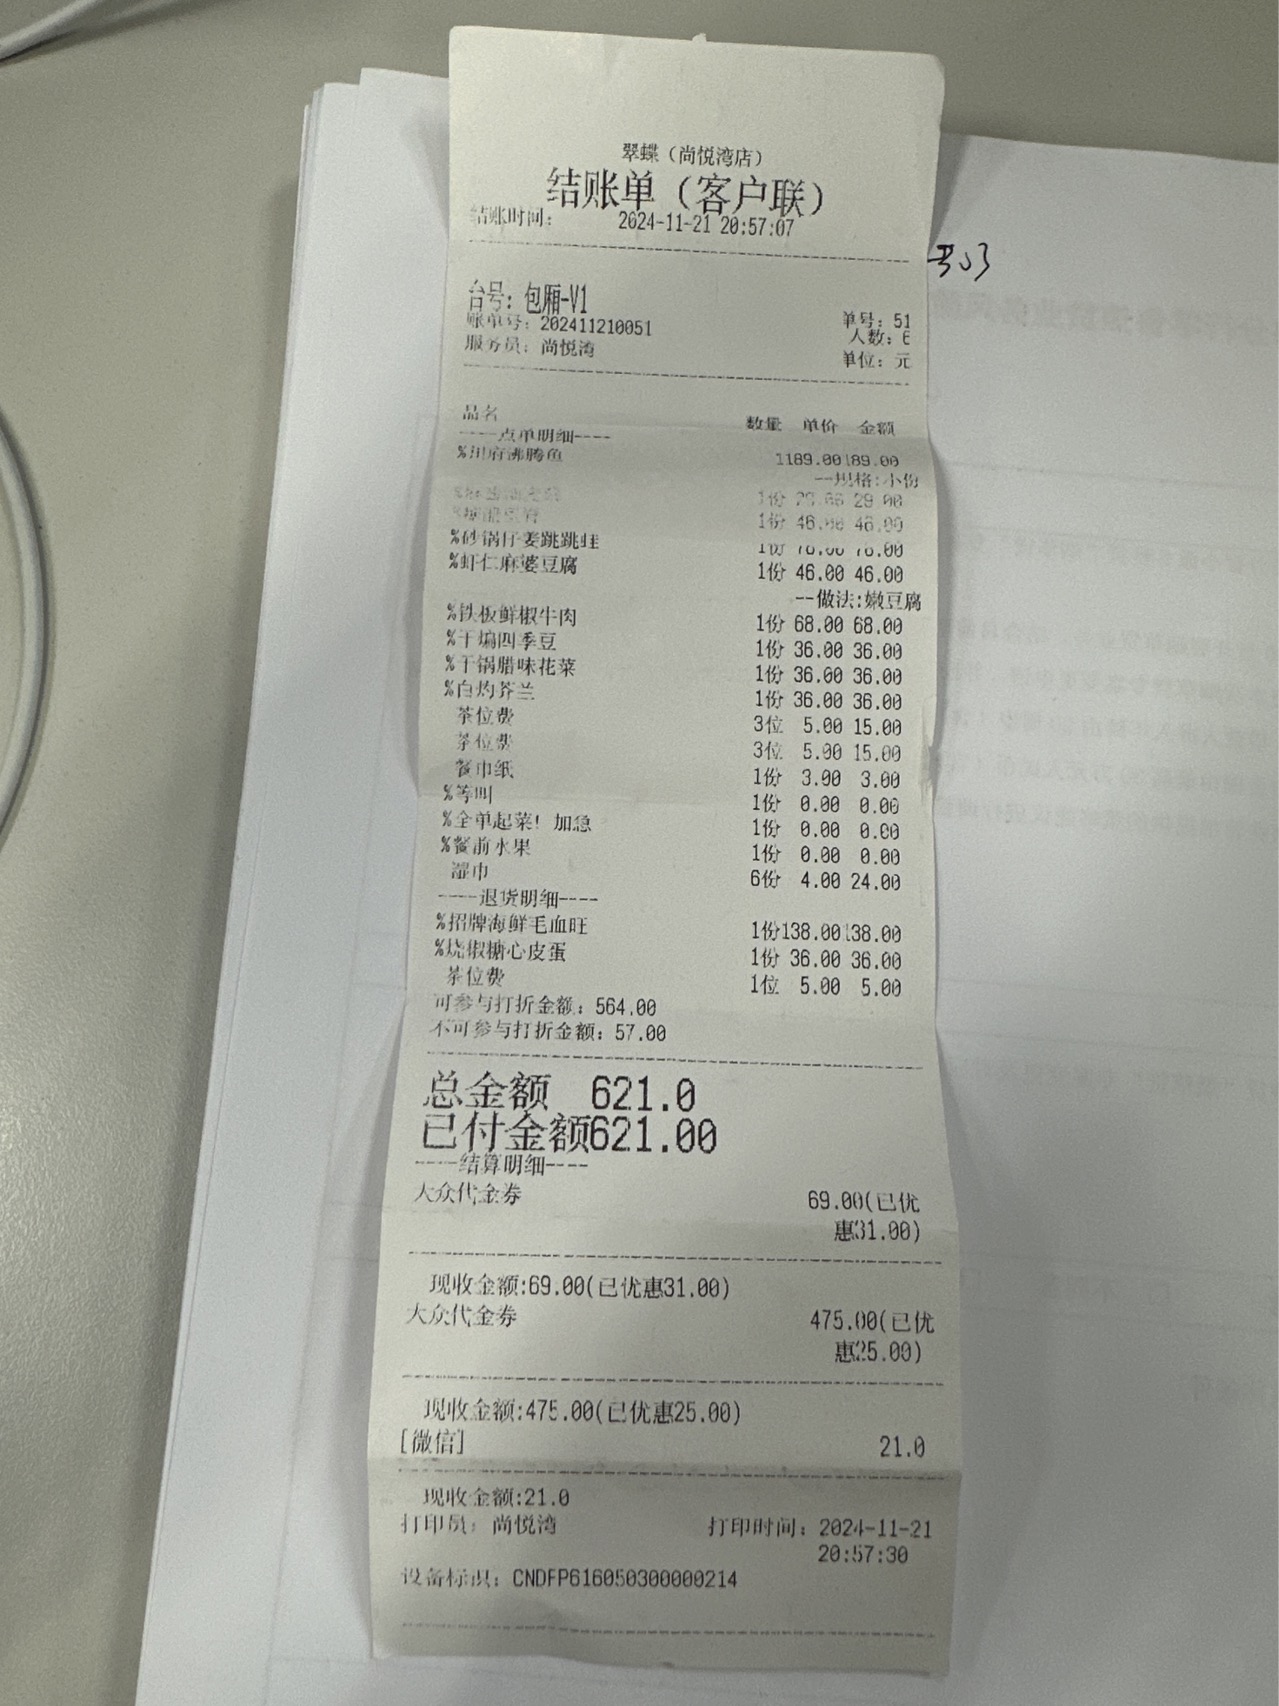 翠蝶（尚悦湾店）
结账单（客户联）
结账时间： 2024-11-21 20:57:07
台号：包厢-V1
账单号：202411210051 单号：51
人数：6
服务员：尚悦湾 单位：元
品名 数量 单价 金额
----点单明细----
%川府沸腾鱼 1189.00189.00
--规格:小份
1份 29.00
1份 46.00 46.00
%砂锅仔姜跳跳蛙 1份 78.00 78.00
%虾仁麻婆豆腐 1份 46.00 46.00
--做法:嫩豆腐
%铁板鲜椒牛肉 1份 68.00 68.00
%干煸四季豆 1份 36.00 36.00
%干锅腊味花菜 1份 36.00 36.00
%白灼芥兰 1份 36.00 36.00
茶位费 3位 5.00 15.00
茶位费 3位 5.00 15.00
餐巾纸 1份 3.00 3.00
%等叫 1份 0.00 0.00
%全单起菜！加急 1份 0.00 0.00
%餐前水果 1份 0.00 0.00
湿巾 6份 4.00 24.00
----退货明细----
%招牌海鲜毛血旺 1份138.00138.00
%烧椒糖心皮蛋 1份 36.00 36.00
茶位费 1位 5.00 5.00
可参与打折金额：564.00
不可参与打折金额：57.00
总金额 621.0
已付金额621.00
----结算明细----
大众代金券 69.00(已优
惠31.00)
现收金额:69.00(已优惠31.00)
大众代金券 475.00(已优
惠25.00)
现收金额:475.00(已优惠25.00)
[微信] 21.0
现收金额:21.0
打印员：尚悦湾 打印时间：2024-11-21
20:57:30
设备标识：CNDFP616050300000214